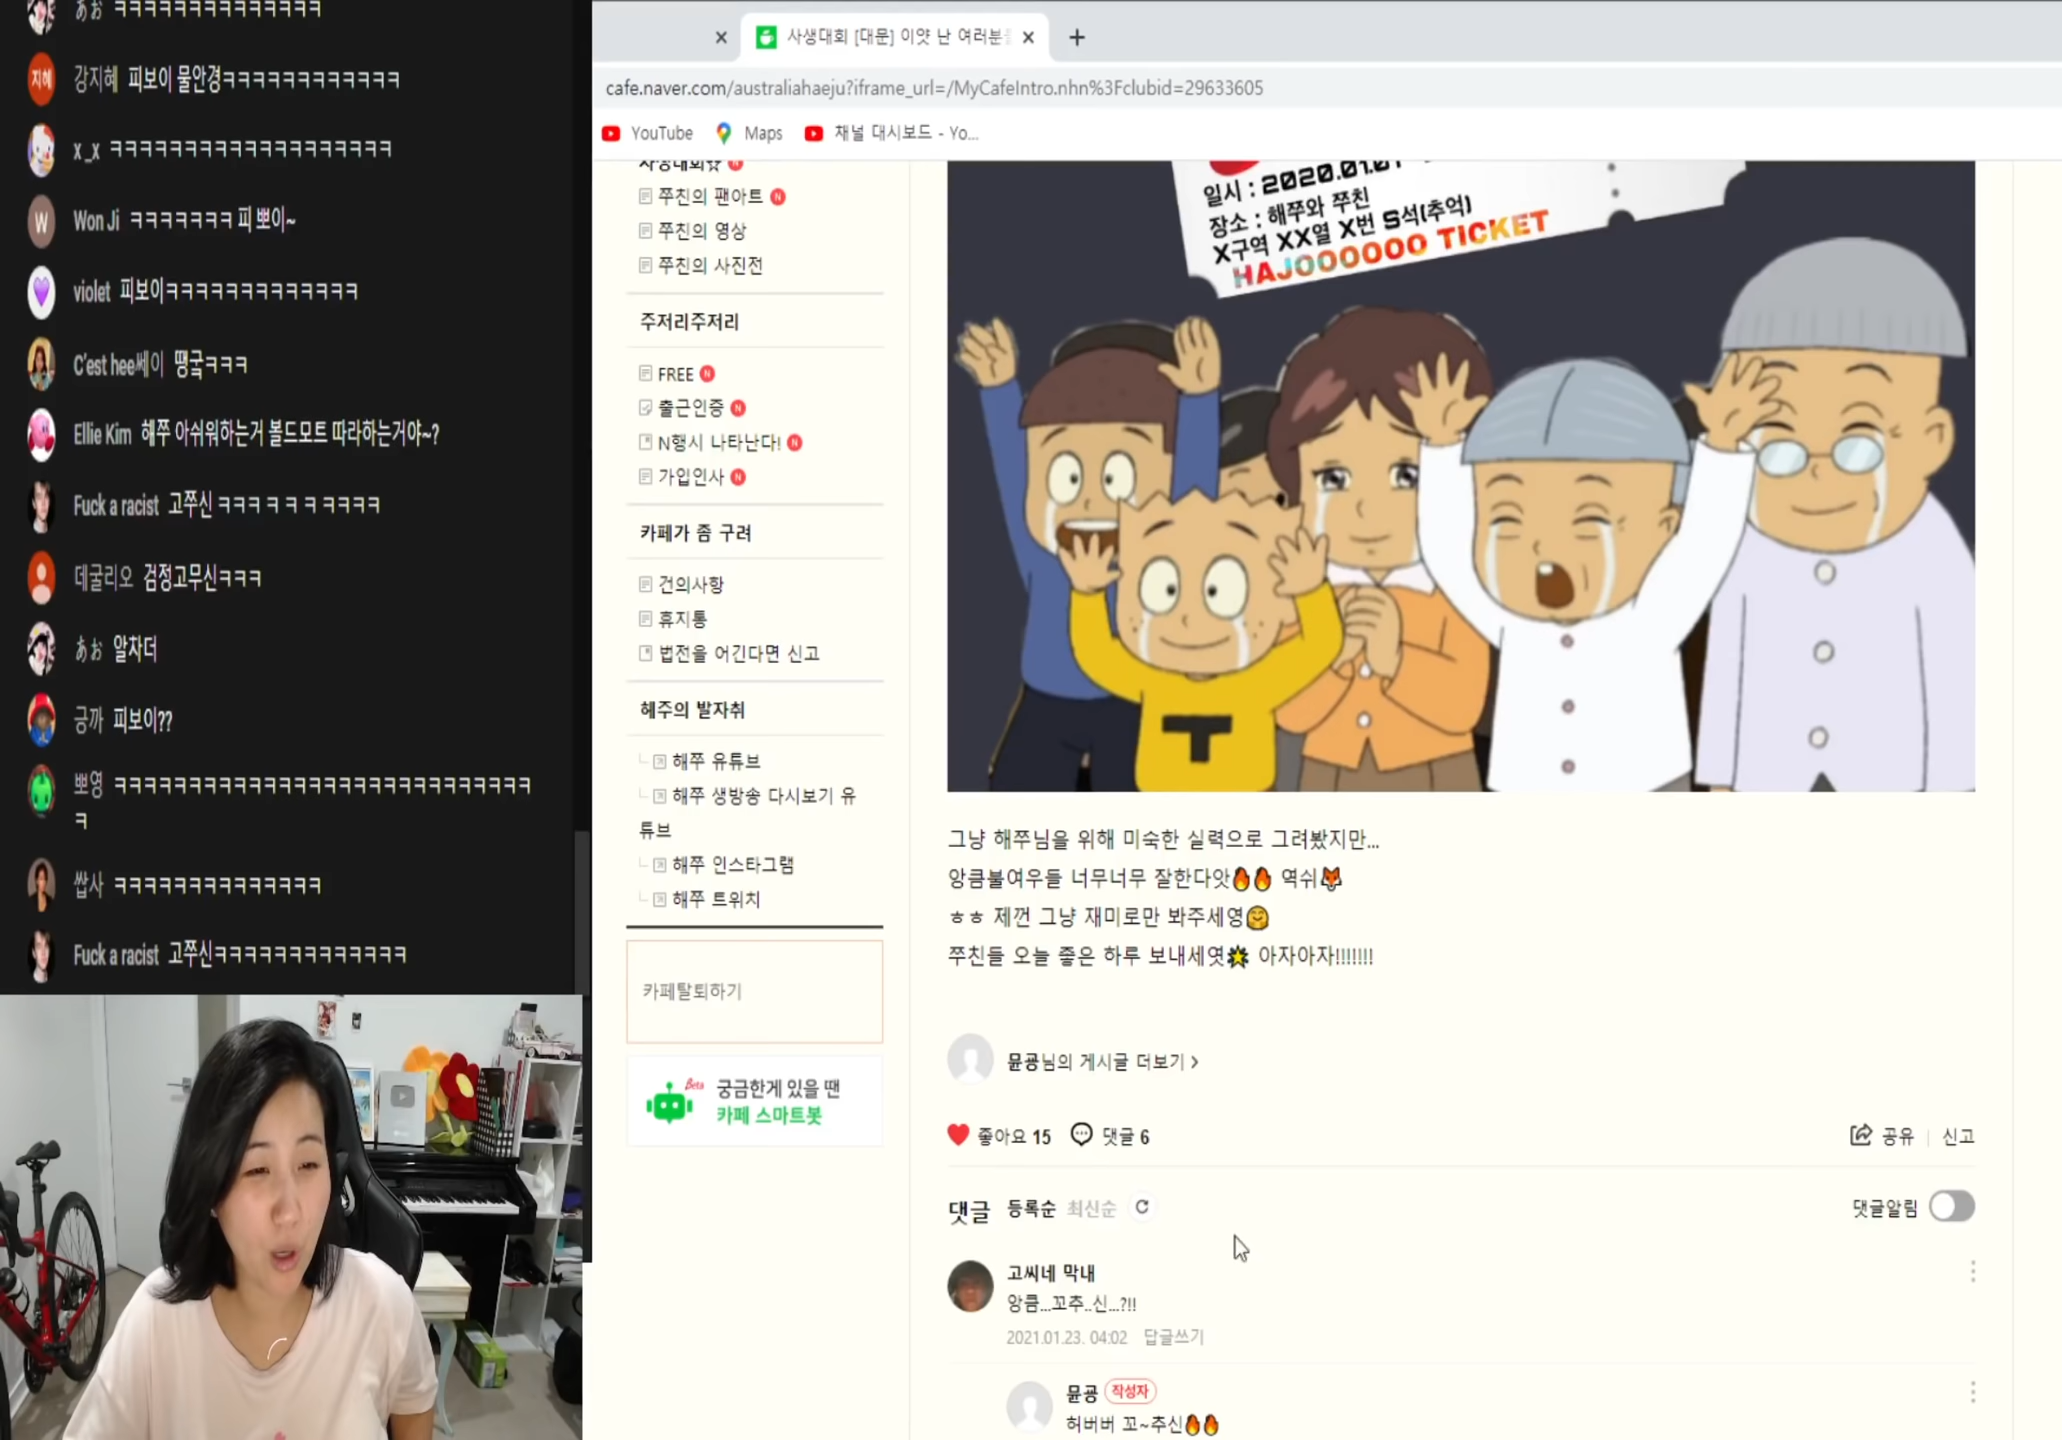 あお ㅋㅋㅋㅋㅋㅋㅋㅋㅋㅋㅋㅋㅋㅋ
지혜
강지혜 피보이 물안경ㅋㅋㅋㅋㅋㅋㅋㅋㅋㅋㅋㅋ
x_x ㅋㅋㅋㅋㅋㅋㅋㅋㅋㅋㅋㅋㅋㅋㅋㅋㅋㅋㅋ
W
Won Ji ㅋㅋㅋㅋㅋㅋㅋ 피 뽀이~
violet 피보이ㅋㅋㅋㅋㅋㅋㅋㅋㅋㅋㅋㅋㅋ
C'est hee쎄이 땡궄ㅋㅋㅋ
Ellie Kim 해쭈 아쉬워하는거 볼드모트 따라하는거야~?
Fuck a racist 고쭈신 ㅋㅋㅋ ㅋ ㅋ ㅋ ㅋㅋㅋㅋ
데굴리오 검정고무신ㅋㅋㅋ
あお 알차더
긍까 피보이??
뽀영 ㅋㅋㅋㅋㅋㅋㅋㅋㅋㅋㅋㅋㅋㅋㅋㅋㅋㅋㅋㅋㅋㅋㅋㅋㅋㅋㅋㅋ
ㅋ
쌉사 ㅋㅋㅋㅋㅋㅋㅋㅋㅋㅋㅋㅋㅋㅋ
Fuck a racist 고쭈신ㅋㅋㅋㅋㅋㅋㅋㅋㅋㅋㅋㅋㅋ
사생대회 [대문] 이얏 난 여러분
cafe.naver.com/australiahaeju?iframe_url=/MyCafeIntro.nhn%3Fclubid=29633605
YouTube
Maps
채널 대시보드 - Yo...
사생대회☆ N
쭈친의 팬아트 N
쭈친의 영상
쭈친의 사진전
주저리주저리
FREE N
출근인증 N
N행시 나타난다! N
가입인사 N
카페가 좀 구려
건의사항
휴지통
법전을 어긴다면 신고
헤주의 발자취
해쭈 유튜브
해쭈 생방송 다시보기 유
튜브
해쭈 인스타그램
해쭈 트위치
카페탈퇴하기
Beta
궁금한게 있을 땐
카페 스마트봇
일시 : 2020.01.01
장소 : 해쭈와 쭈친
X구역 XX열 X번 S석(추억)
HAJOOOOO TICKET
T
그냥 해쭈님을 위해 미숙한 실력으로 그려봤지만...
앙큼불여우들 너무너무 잘한다앗🔥🔥 역쉬🦊
ㅎㅎ 제껀 그냥 재미로만 봐주세영🤗
쭈친들 오늘 좋은 하루 보내세엿🌟 아자아자!!!!!!!
뮨굥님의 게시글 더보기 >
좋아요 15 댓글 6
공유 | 신고
댓글 등록순 최신순
댓글알림
고씨네 막내
앙큼...꼬추..신...?!!
2021.01.23. 04:02 답글쓰기
뮨굥 작성자
허버버 꼬~추신🔥🔥